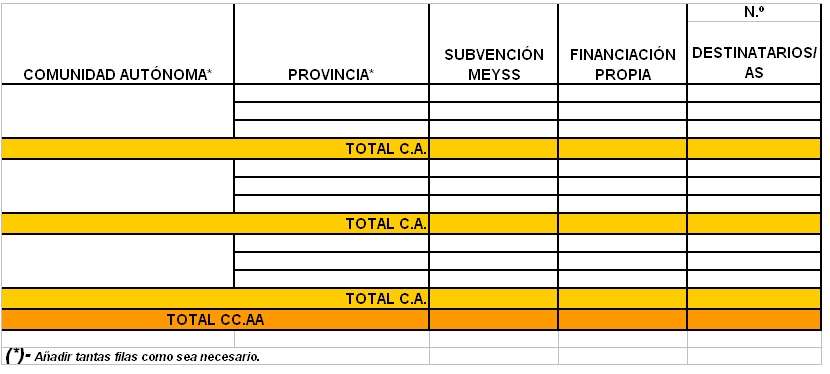 N.º
COMUNIDAD AUTÓNOMA*
PROVINCIA*
SUBVENCIÓN
MEYSS
FINANCIACIÓN
PROPIA
DESTINATARIOS/
AS
TOTAL C.A.
TOTAL C.A.
TOTAL C.A.
TOTAL CC.AA
(*)- Añadir tantas filas como sea necesario.